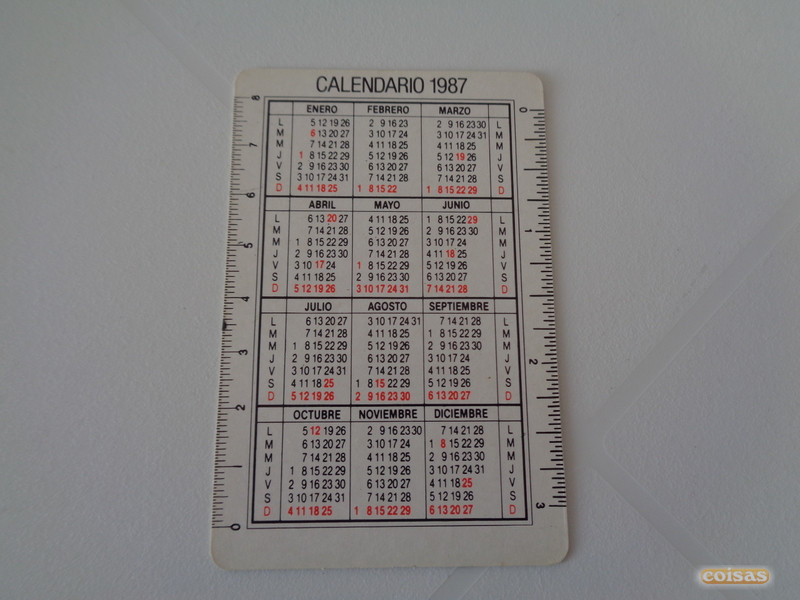 CALENDARIO 1987
ENERO FEBRERO MARZO
L 5 12 19 26 2 9 16 23 2 9 16 23 30 L
M 6 13 20 27 3 10 17 24 3 10 17 24 31 M
M 7 14 21 28 4 11 18 25 4 11 18 25 M
J 1 8 15 22 29 5 12 19 26 5 12 19 26 J
V 2 9 16 23 30 6 13 20 27 6 13 20 27 V
S 3 10 17 24 31 7 14 21 28 7 14 21 28 S
D 4 11 18 25 1 8 15 22 1 8 15 22 29 D
ABRIL MAYO JUNIO
L 6 13 20 27 4 11 18 25 1 8 15 22 29 L
M 7 14 21 28 5 12 19 26 2 9 16 23 30 M
M 1 8 15 22 29 6 13 20 27 3 10 17 24 M
J 2 9 16 23 30 7 14 21 28 4 11 18 25 J
V 3 10 17 24 1 8 15 22 29 5 12 19 26 V
S 4 11 18 25 2 9 16 23 30 6 13 20 27 S
D 5 12 19 26 3 10 17 24 31 7 14 21 28 D
JULIO AGOSTO SEPTIEMBRE
L 6 13 20 27 3 10 17 24 31 7 14 21 28 L
M 7 14 21 28 4 11 18 25 1 8 15 22 29 M
M 1 8 15 22 29 5 12 19 26 2 9 16 23 30 M
J 2 9 16 23 30 6 13 20 27 3 10 17 24 J
V 3 10 17 24 31 7 14 21 28 4 11 18 25 V
S 4 11 18 25 1 8 15 22 29 5 12 19 26 S
D 5 12 19 26 2 9 16 23 30 6 13 20 27 D
OCTUBRE NOVIEMBRE DICIEMBRE
L 5 12 19 26 2 9 16 23 30 7 14 21 28 L
M 6 13 20 27 3 10 17 24 1 8 15 22 29 M
M 7 14 21 28 4 11 18 25 2 9 16 23 30 M
J 1 8 15 22 29 5 12 19 26 3 10 17 24 31 J
V 2 9 16 23 30 6 13 20 27 4 11 18 25 V
S 3 10 17 24 31 7 14 21 28 5 12 19 26 S
D 4 11 18 25 1 8 15 22 29 6 13 20 27 D
8
7
6
5
4
3
2
0
0
1
2
3
coisas